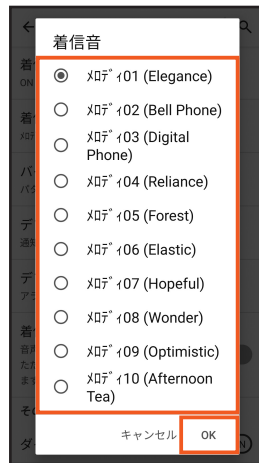 着信音
ﾒﾛﾃﾞｨ01 (Elegance)
ﾒﾛﾃﾞｨ02 (Bell Phone)
ﾒﾛﾃﾞｨ03 (Digital
Phone)
ﾒﾛﾃﾞｨ04 (Reliance)
ﾒﾛﾃﾞｨ05 (Forest)
ﾒﾛﾃﾞｨ06 (Elastic)
ﾒﾛﾃﾞｨ07 (Hopeful)
ﾒﾛﾃﾞｨ08 (Wonder)
ﾒﾛﾃﾞｨ09 (Optimistic)
ﾒﾛﾃﾞｨ10 (Afternoon
Tea)
キャンセル OK